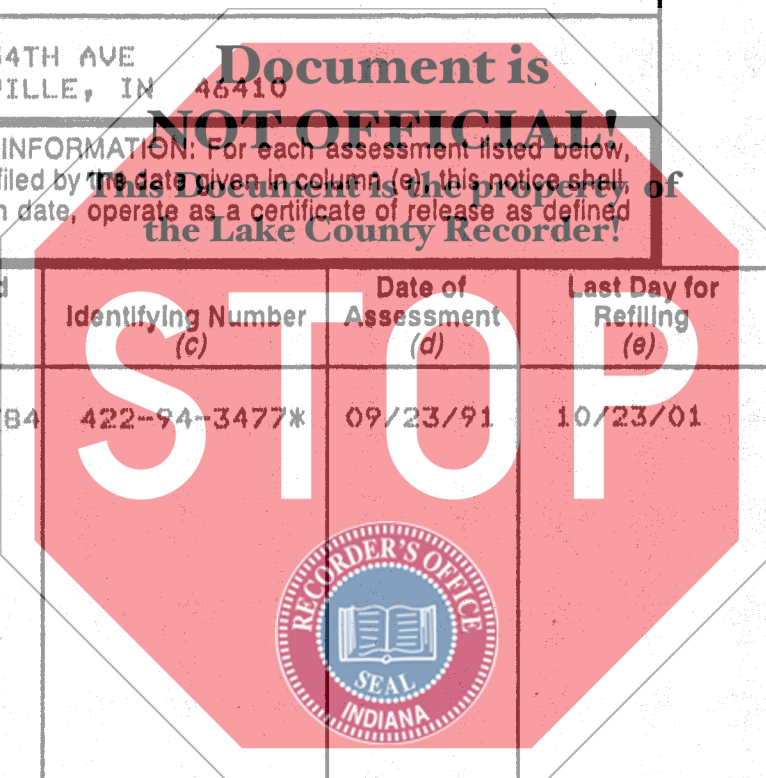 4TH AVE
VILLE, IN 46410
Document is
NOT OFFICIAL!
This Document is the property of
the Lake County Recorder!
INFORMATION: For each assessment listed below,
filed by the date given in column (e), this notice shall,
date, operate as a certificate of release as defined
Identifying Number
(c)
Date of
Assessment
(d)
Last Day for
Refiling
(e)
84 422-94-3477* 09/23/91 10/23/01
STOP
RECORDER'S OFFICE
SEAL
INDIANA